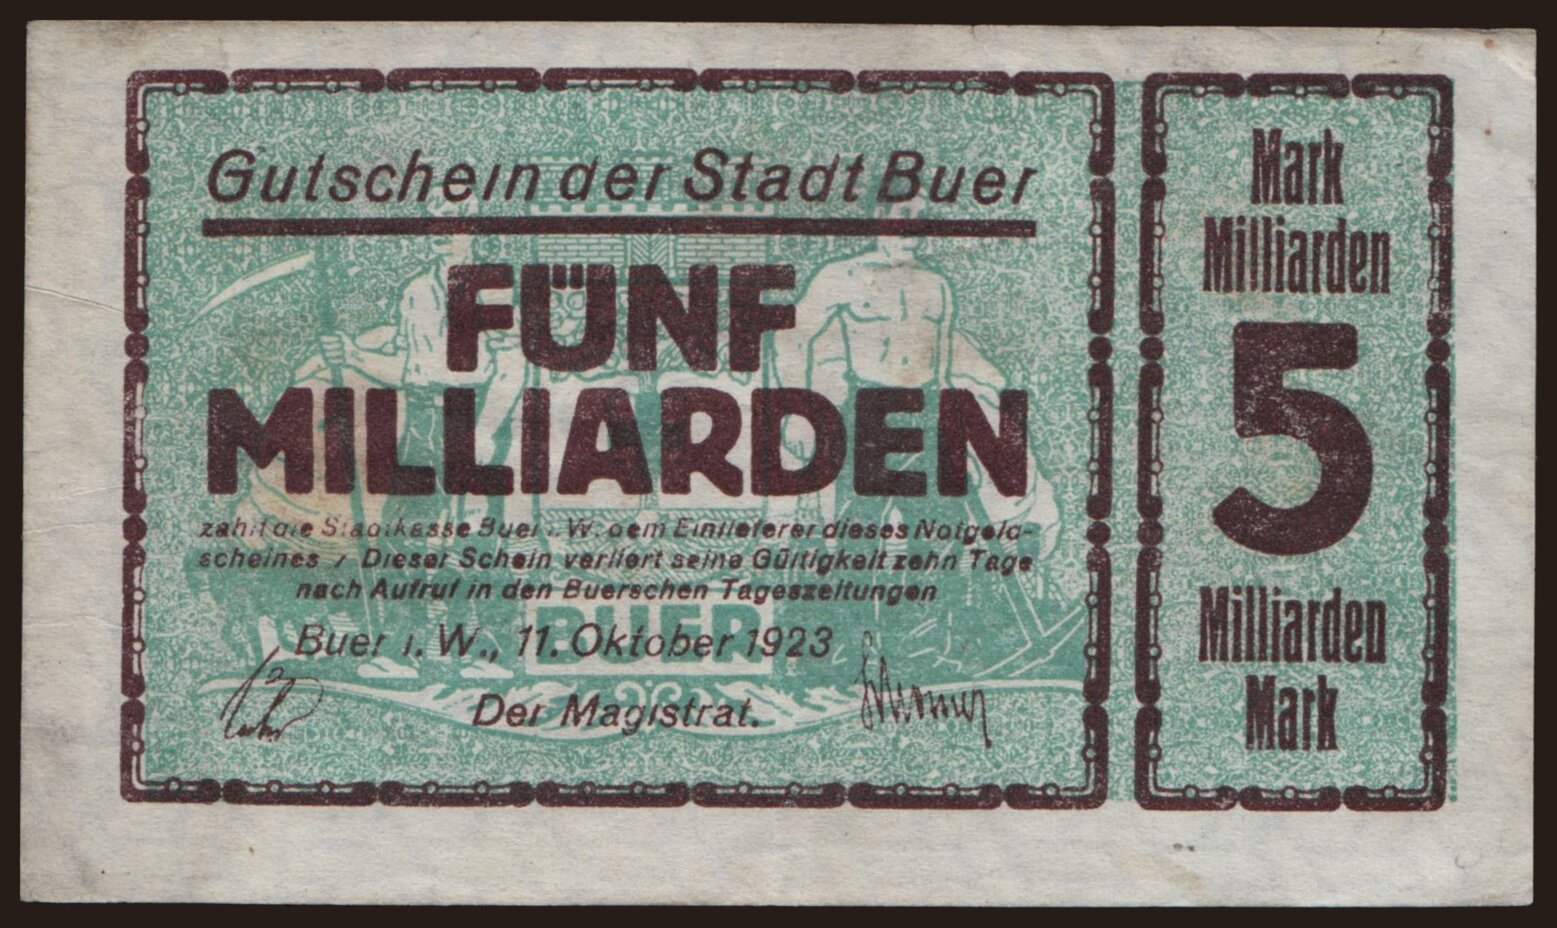 Gutschein der Stadt Buer
FÜNF
MILLIARDEN
zahlt die Stadtkasse Buer i. W. dem Einlieferer dieses Notgeld-
scheines / Dieser Schein verliert seine Gültigkeit zehn Tage
nach Aufruf in den Buerschen Tageszeitungen
BUER
Buer i. W., 11. Oktober 1923
Der Magistrat.
Mark
Milliarden
5
Milliarden
Mark